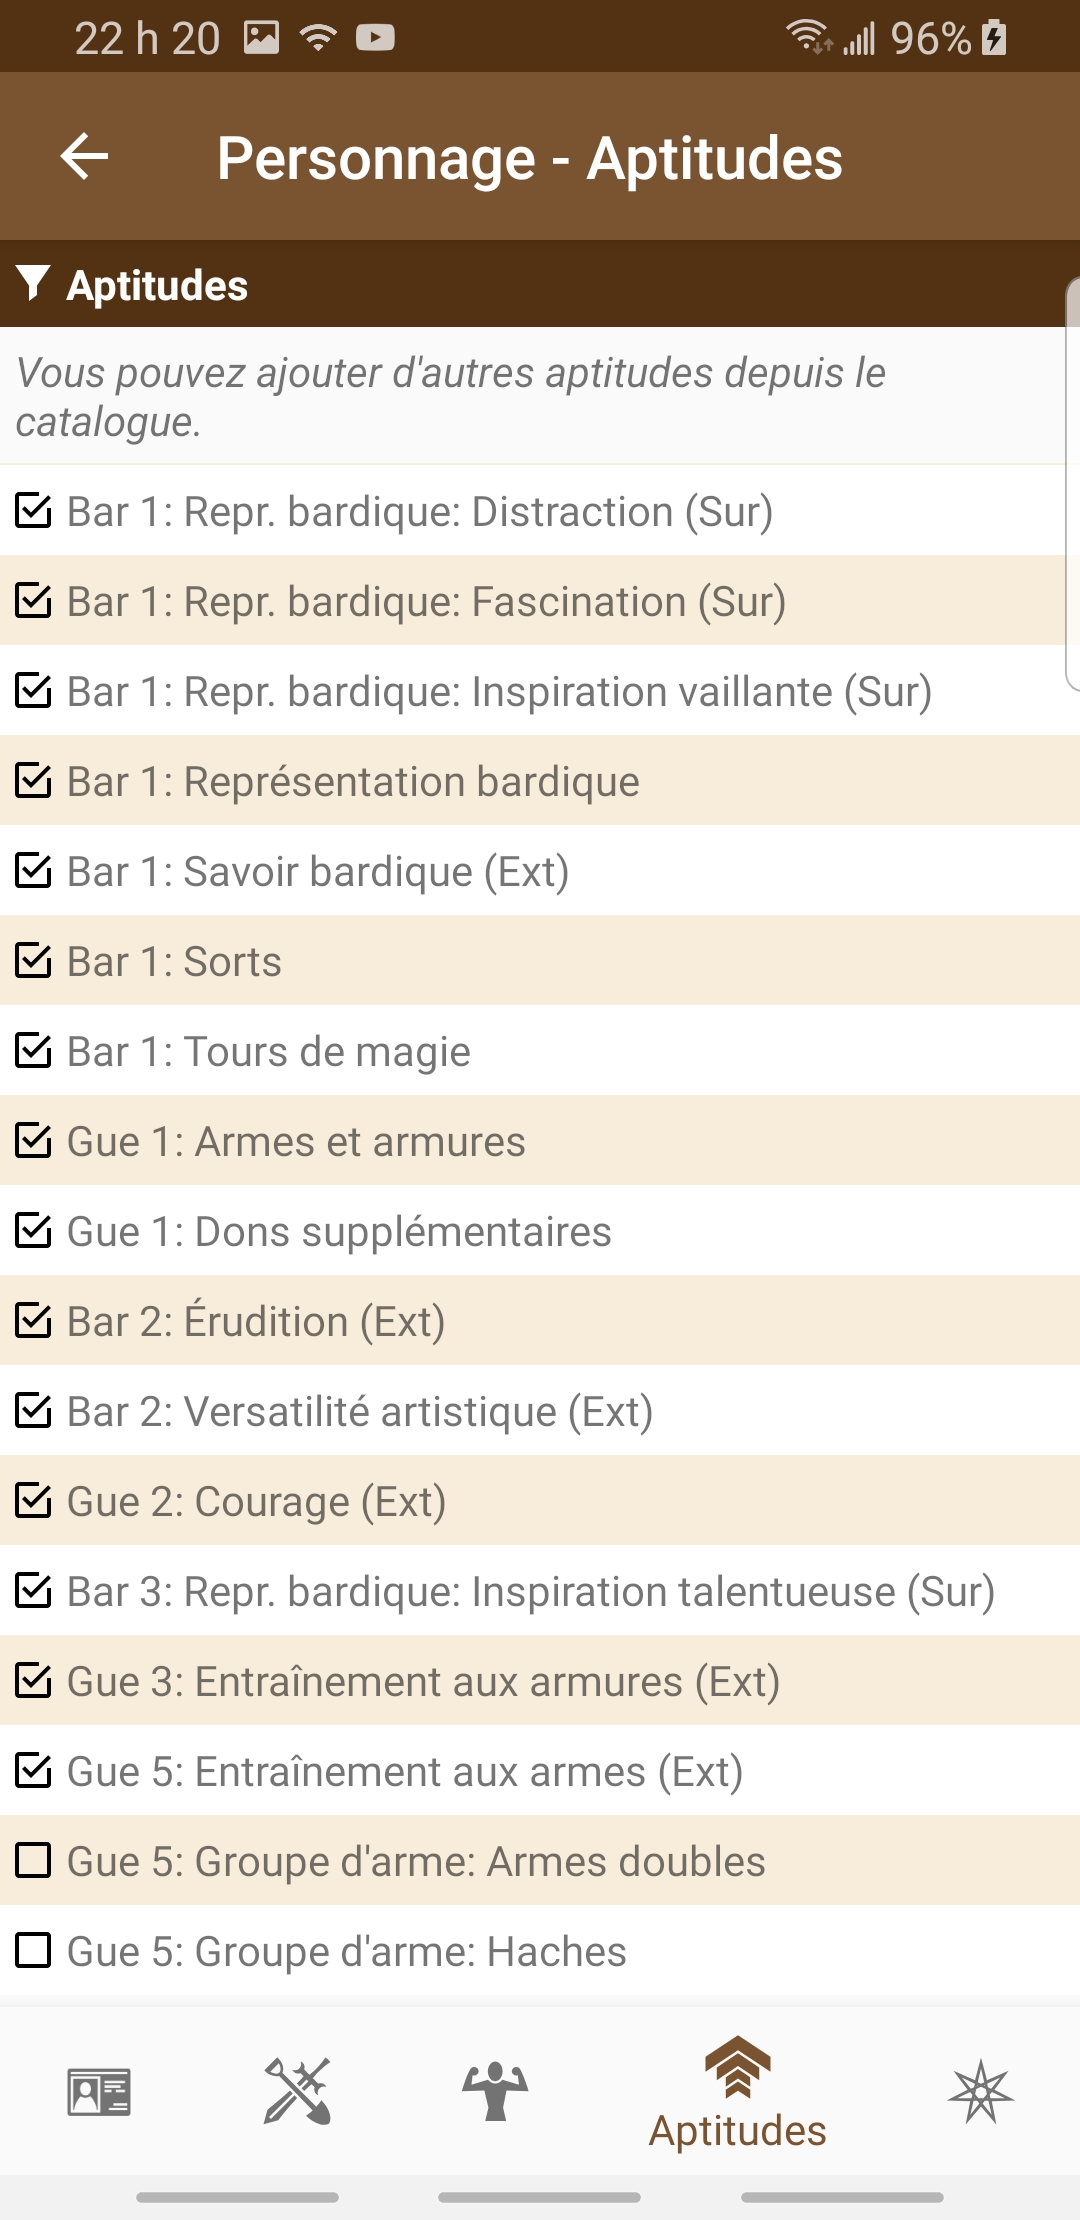 22 h 20
96%
Personnage - Aptitudes
Aptitudes
Vous pouvez ajouter d'autres aptitudes depuis le
catalogue.
Bar 1: Repr. bardique: Distraction (Sur)
Bar 1: Repr. bardique: Fascination (Sur)
Bar 1: Repr. bardique: Inspiration vaillante (Sur)
Bar 1: Représentation bardique
Bar 1: Savoir bardique (Ext)
Bar 1: Sorts
Bar 1: Tours de magie
Gue 1: Armes et armures
Gue 1: Dons supplémentaires
Bar 2: Érudition (Ext)
Bar 2: Versatilité artistique (Ext)
Gue 2: Courage (Ext)
Bar 3: Repr. bardique: Inspiration talentueuse (Sur)
Gue 3: Entraînement aux armures (Ext)
Gue 5: Entraînement aux armes (Ext)
Gue 5: Groupe d'arme: Armes doubles
Gue 5: Groupe d'arme: Haches
Aptitudes